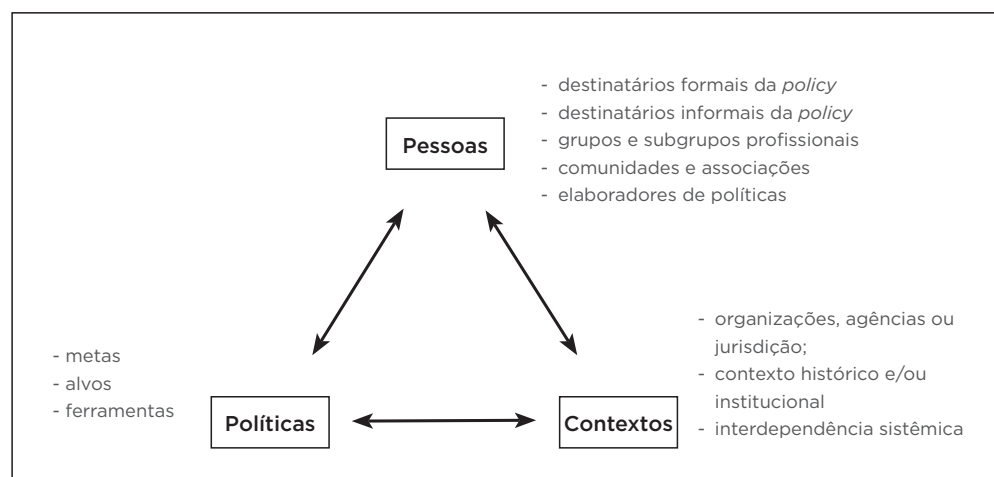 - destinatários formais da policy
- destinatários informais da policy
- grupos e subgrupos profissionais
- comunidades e associações
- elaboradores de políticas
Pessoas
- organizações, agências ou
jurisdição;
- contexto histórico e/ou
institucional
- interdependência sistêmica
- metas
- alvos
- ferramentas
Políticas
Contextos